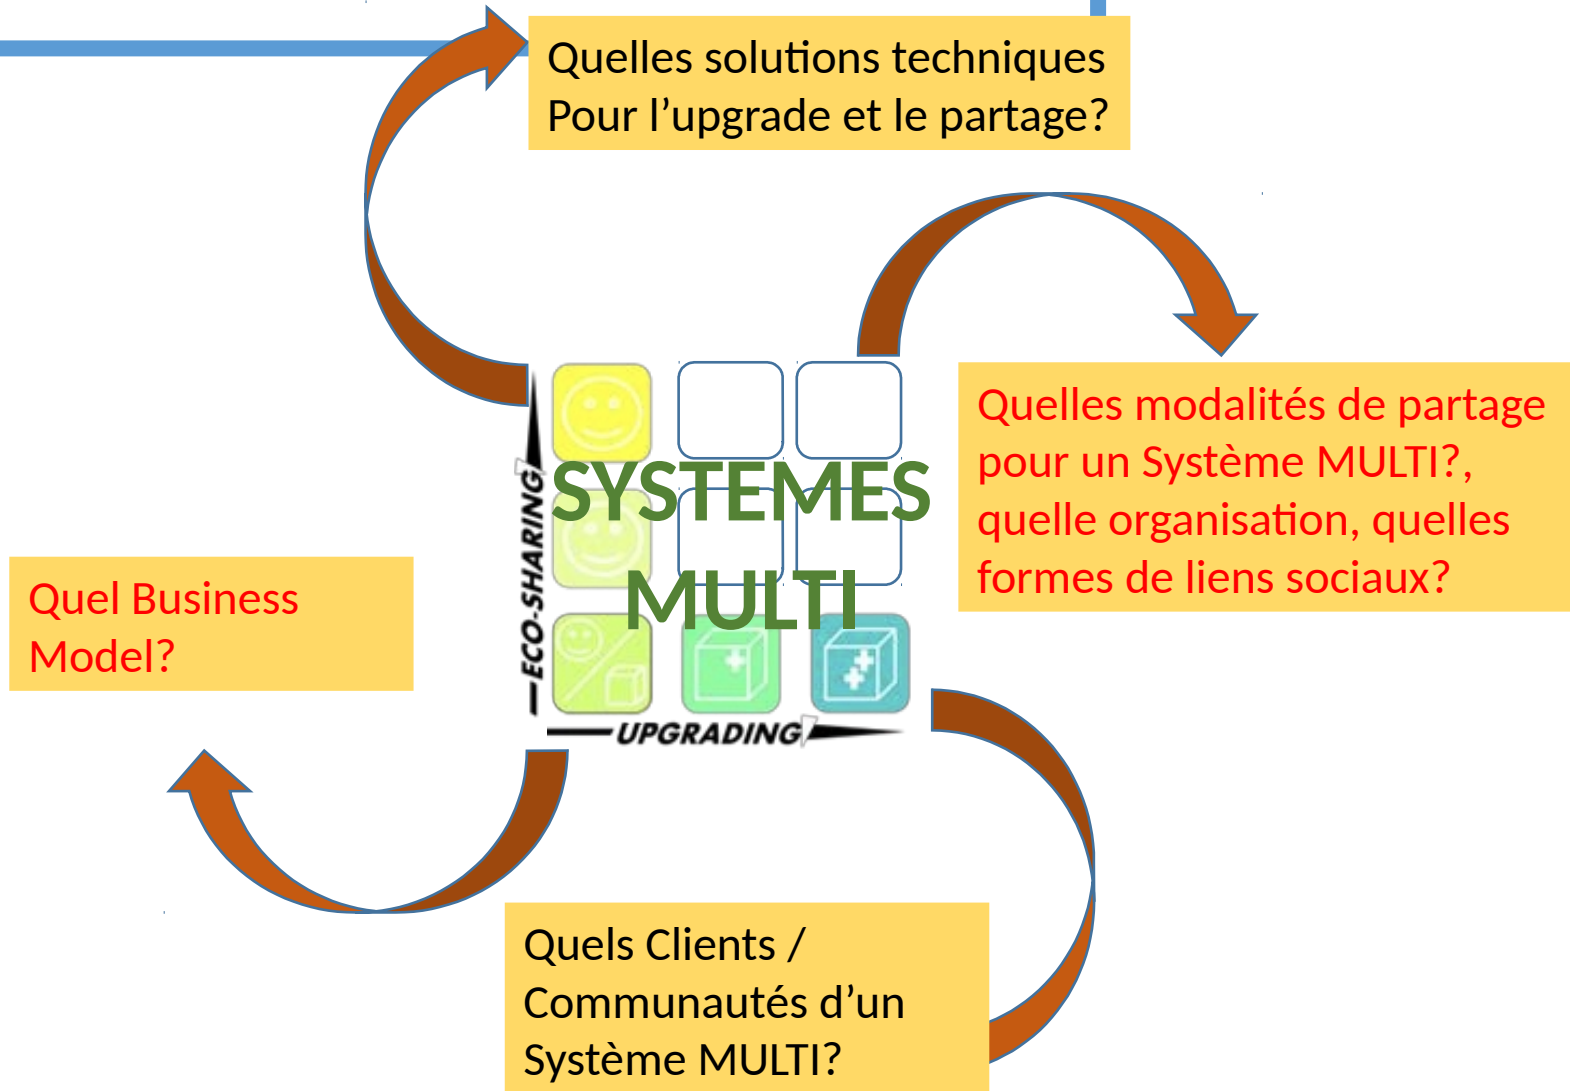 Quelles solutions techniques
Pour l’upgrade et le partage?
Quelles modalités de partage
pour un Système MULTI?,
quelle organisation, quelles
formes de liens sociaux?
SYSTEMES
MULTI
ECO-SHARING
UPGRADING
Quel Business
Model?
Quels Clients /
Communautés d’un
Système MULTI?